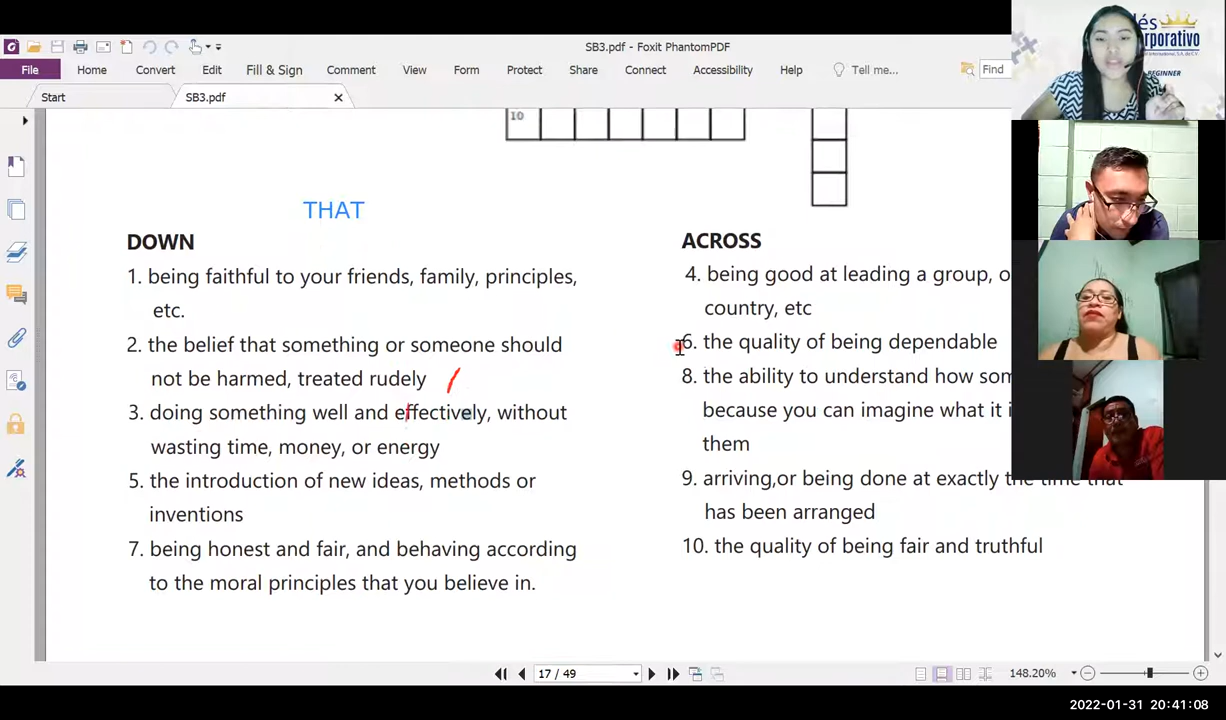 SB3.pdf - Foxit PhantomPDF
File Home Convert Edit Fill & Sign Comment View Form Protect Share Connect Accessibility Help Tell me... Find
Start SB3.pdf
10
THAT
DOWN
1. being faithful to your friends, family, principles,
etc.
2. the belief that something or someone should
not be harmed, treated rudely
3. doing something well and effectively, without
wasting time, money, or energy
5. the introduction of new ideas, methods or
inventions
7. being honest and fair, and behaving according
to the moral principles that you believe in.
ACROSS
4. being good at leading a group, o
country, etc
6. the quality of being dependable
8. the ability to understand how som
because you can imagine what it i
them
9. arriving,or being done at exactly the time that
has been arranged
10. the quality of being fair and truthful
17 / 49
148.20%
lés
orporativo
BEGINNER
2022-01-31 20:41:08